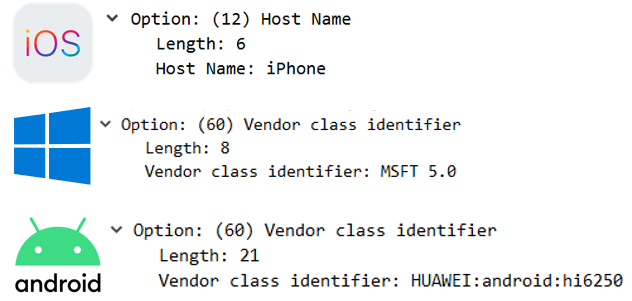 iOS
Option: (12) Host Name
Length: 6
Host Name: iPhone
Option: (60) Vendor class identifier
Length: 8
Vendor class identifier: MSFT 5.0
android
Option: (60) Vendor class identifier
Length: 21
Vendor class identifier: HUAWEI:android:hi6250